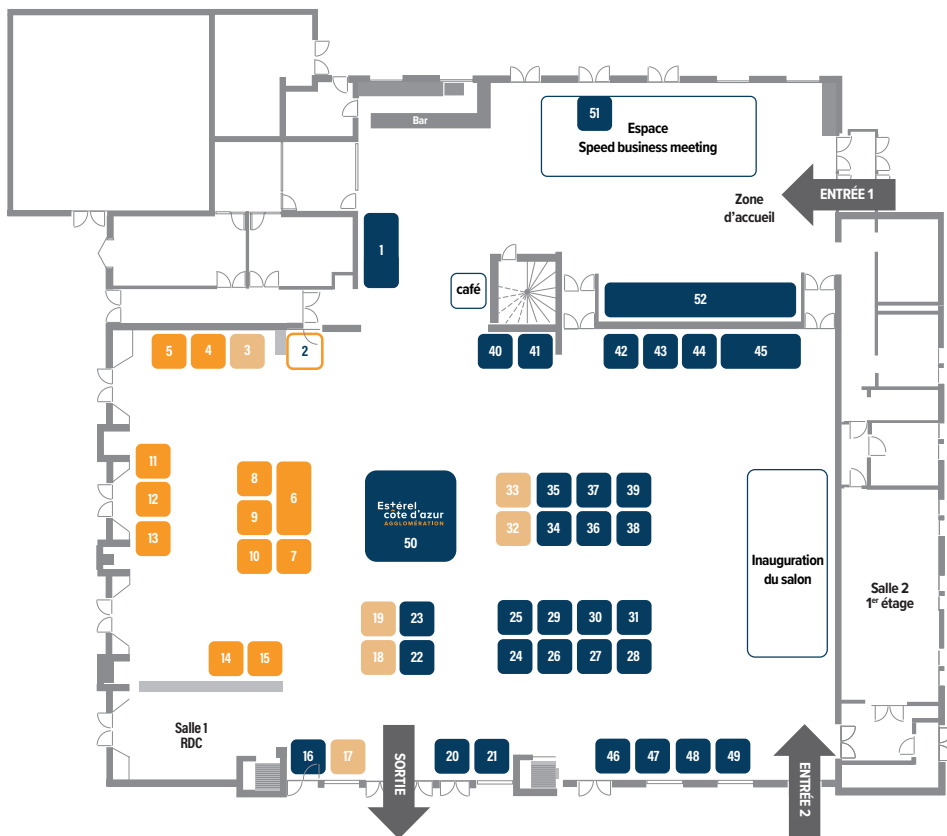 Bar
51
Espace
Speed business meeting
ENTRÉE 1
Zone
d'accueil
1
café
52
5
4
3
2
40
41
42
43
44
45
11
12
13
8
6
9
10
7
Estérel
côte d'azur
AGGLOMÉRATION
50
33
35
37
39
32
34
36
38
Inauguration
du salon
Salle 2
1er étage
19
23
18
22
25
29
30
31
24
26
27
28
14
15
Salle 1
RDC
16
17
SORTIE
20
21
46
47
48
49
ENTRÉE 2